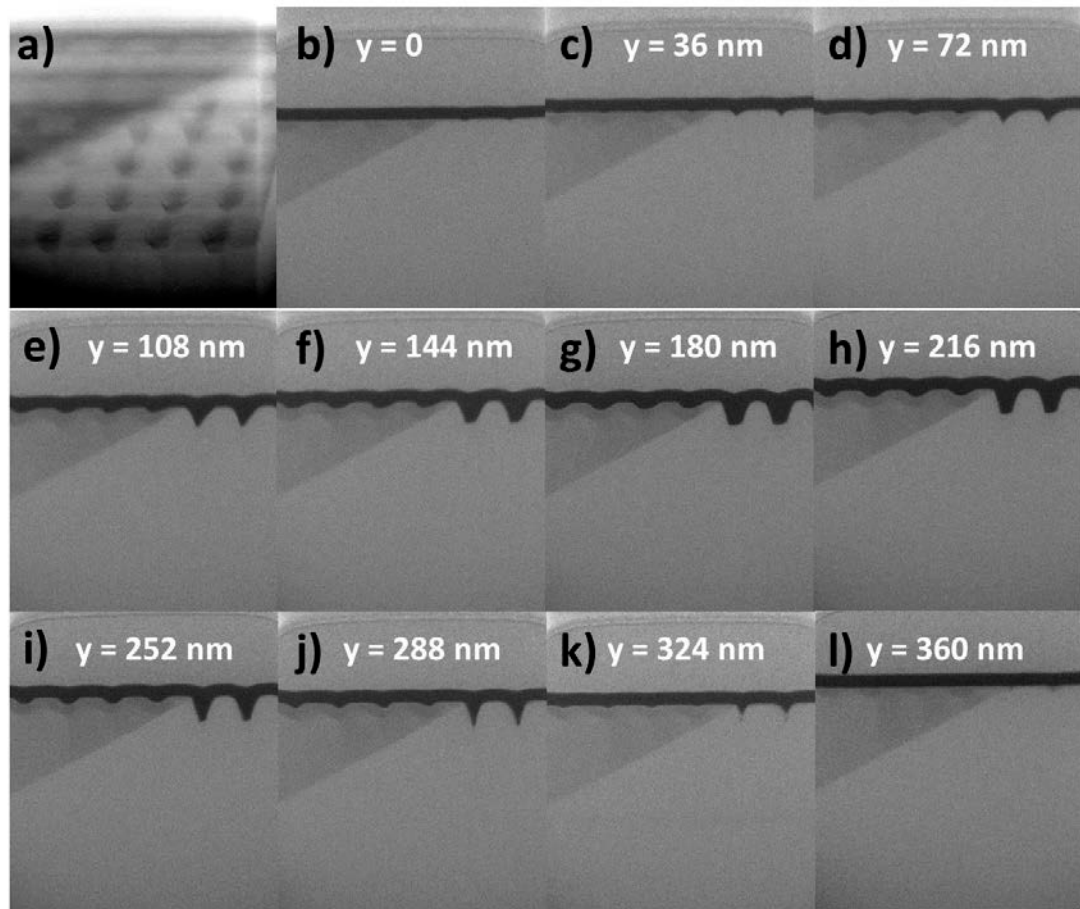 a)
b) y = 0
c) y = 36 nm
d) y = 72 nm
e) y = 108 nm
f) y = 144 nm
g) y = 180 nm
h) y = 216 nm
i) y = 252 nm
j) y = 288 nm
k) y = 324 nm
l) y = 360 nm